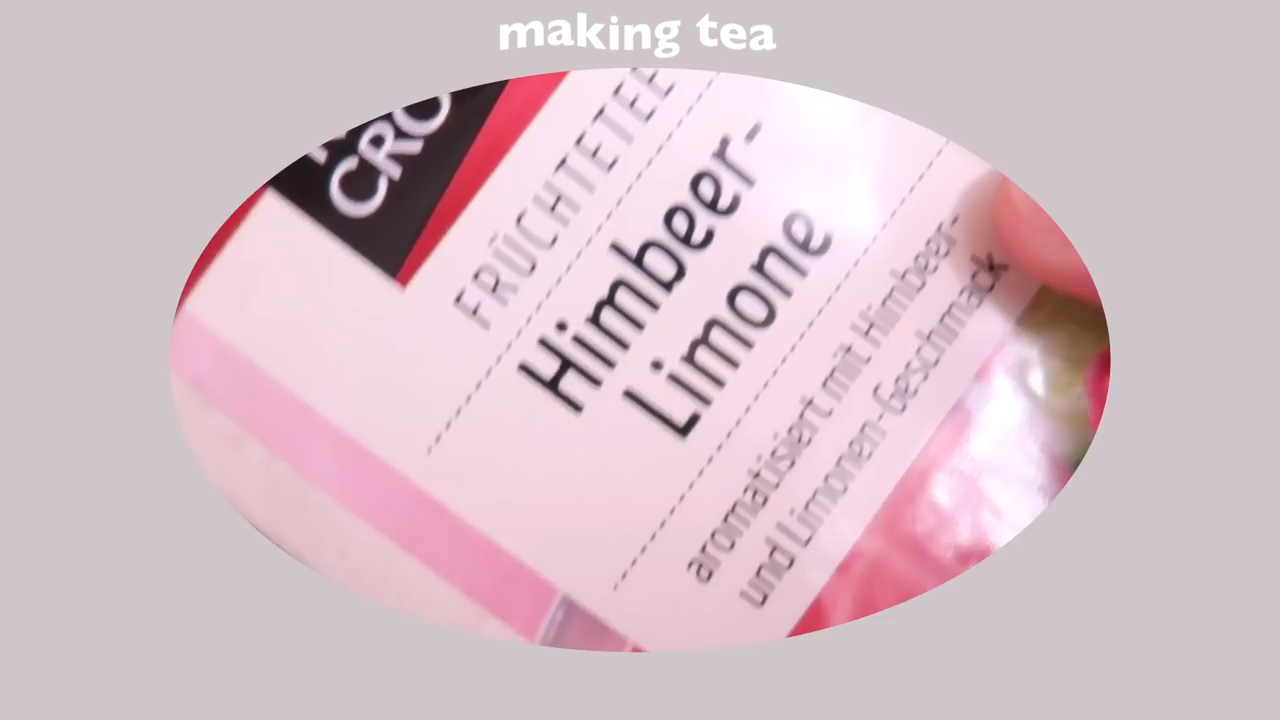 making tea
CRO
FRÜCHTETEE
Himbeer-
Limone
aromatisiert mit Himbeer-
und Limonen-Geschmack